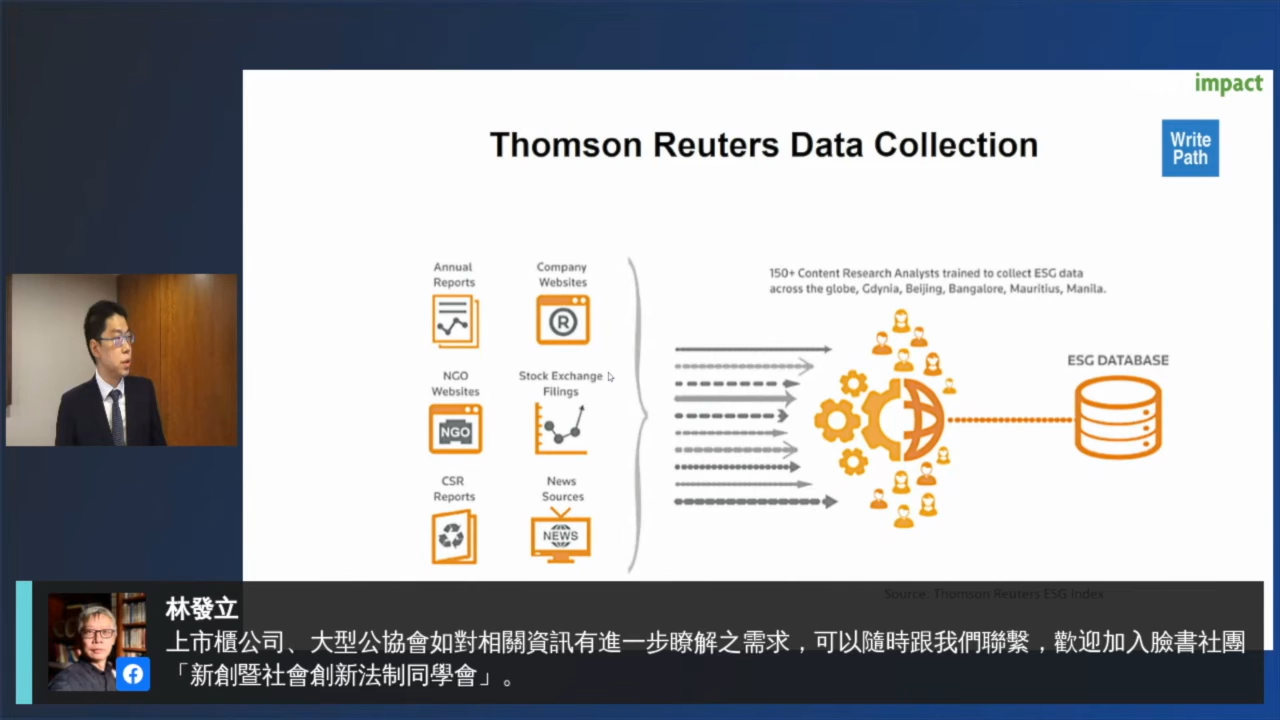 impact
Thomson Reuters Data Collection
Write
Path
Annual
Reports
Company
Websites
R
NGO
Websites
NGO
Stock Exchange
Filings
CSR
Reports
News
Sources
NEWS
150+ Content Research Analysts trained to collect ESG data
across the globe, Gdynia, Beijing, Bangalore, Mauritius, Manila.
ESG DATABASE
Source: Thomson Reuters ESG Index
林發立
上市櫃公司、大型公協會如對相關資訊有進一步瞭解之需求，可以隨時跟我們聯繫，歡迎加入臉書社團
「新創暨社會創新法制同學會」。